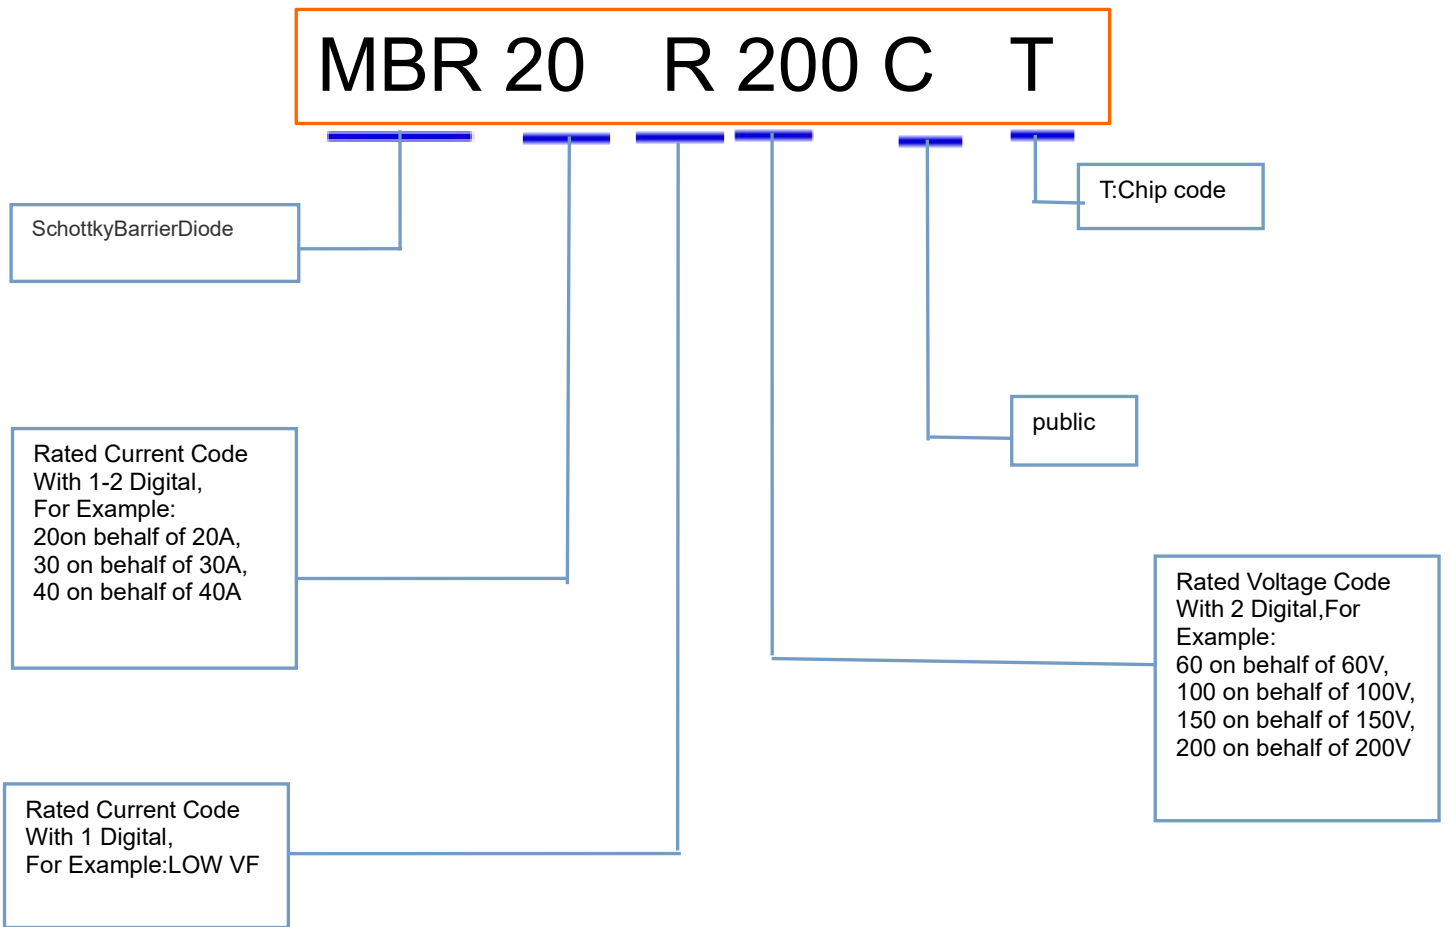 MBR 20 R 200 C T
T:Chip code
SchottkyBarrierDiode
public
Rated Current Code
With 1-2 Digital,
For Example:
20on behalf of 20A,
30 on behalf of 30A,
40 on behalf of 40A
Rated Voltage Code
With 2 Digital,For
Example:
60 on behalf of 60V,
100 on behalf of 100V,
150 on behalf of 150V,
200 on behalf of 200V
Rated Current Code
With 1 Digital,
For Example:LOW VF